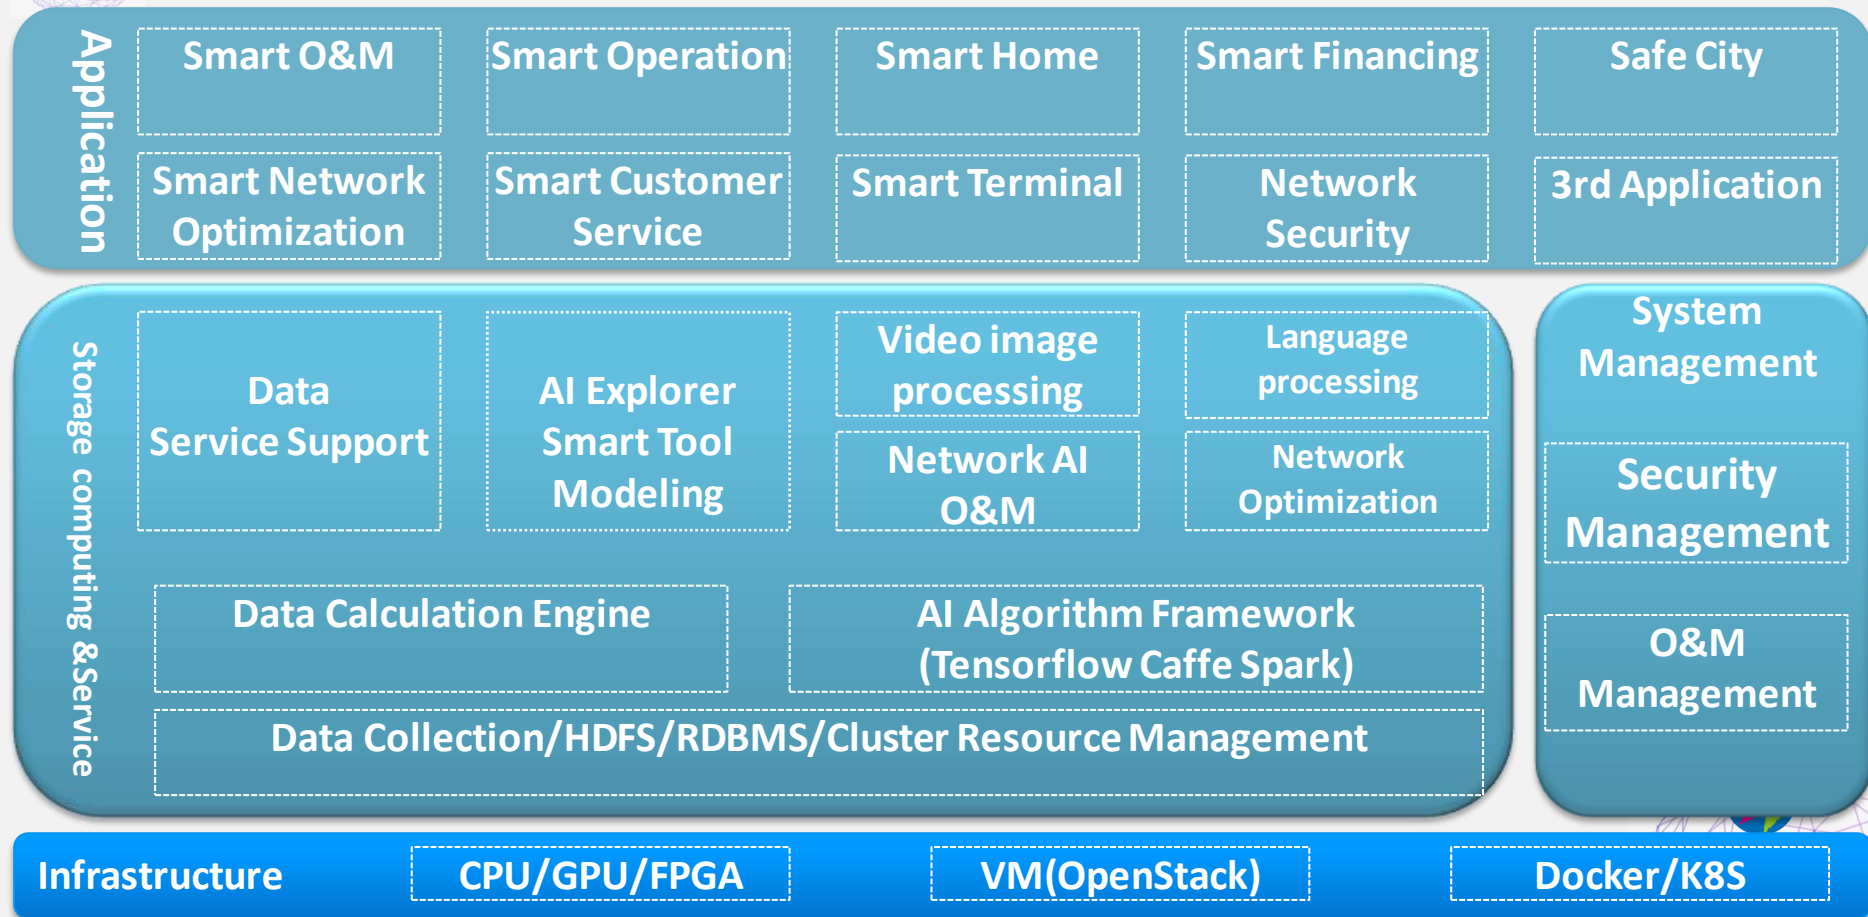 Application
Smart O&M
Smart Operation
Smart Home
Smart Financing
Safe City
Smart Network
Optimization
Smart Customer
Service
Smart Terminal
Network
Security
3rd Application
Storage computing &Service
Data
Service Support
AI Explorer
Smart Tool
Modeling
Video image
processing
Language
processing
Network AI
O&M
Network
Optimization
Data Calculation Engine
AI Algorithm Framework
(Tensorflow Caffe Spark)
Data Collection/HDFS/RDBMS/Cluster Resource Management
System
Management
Security
Management
O&M
Management
Infrastructure
CPU/GPU/FPGA
VM(OpenStack)
Docker/K8S